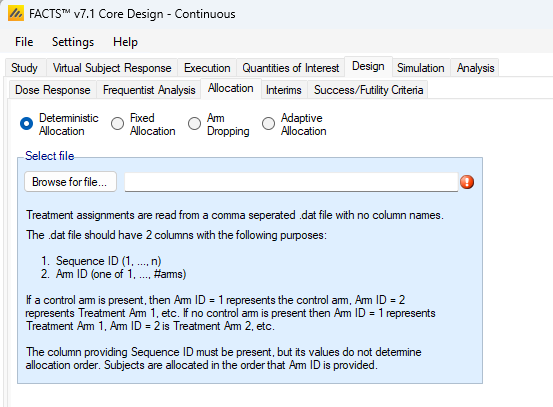 FACTS™ v7.1 Core Design - Continuous
File Settings Help
Study Virtual Subject Response Execution Quantities of Interest Design Simulation Analysis
Dose Response Frequentist Analysis Allocation Interims Success/Futility Criteria
Deterministic Allocation Fixed Allocation Arm Dropping Adaptive Allocation
Select file
Browse for file...
Treatment assignments are read from a comma seperated .dat file with no column names.
The .dat file should have 2 columns with the following purposes:
1. Sequence ID (1, ..., n)
2. Arm ID (one of 1, ..., #arms)
If a control arm is present, then Arm ID = 1 represents the control arm, Arm ID = 2
represents Treatment Arm 1, etc. If no control arm is present then Arm ID = 1 represents
Treatment Arm 1, Arm ID = 2 is Treatment Arm 2, etc.
The column providing Sequence ID must be present, but its values do not determine
allocation order. Subjects are allocated in the order that Arm ID is provided.